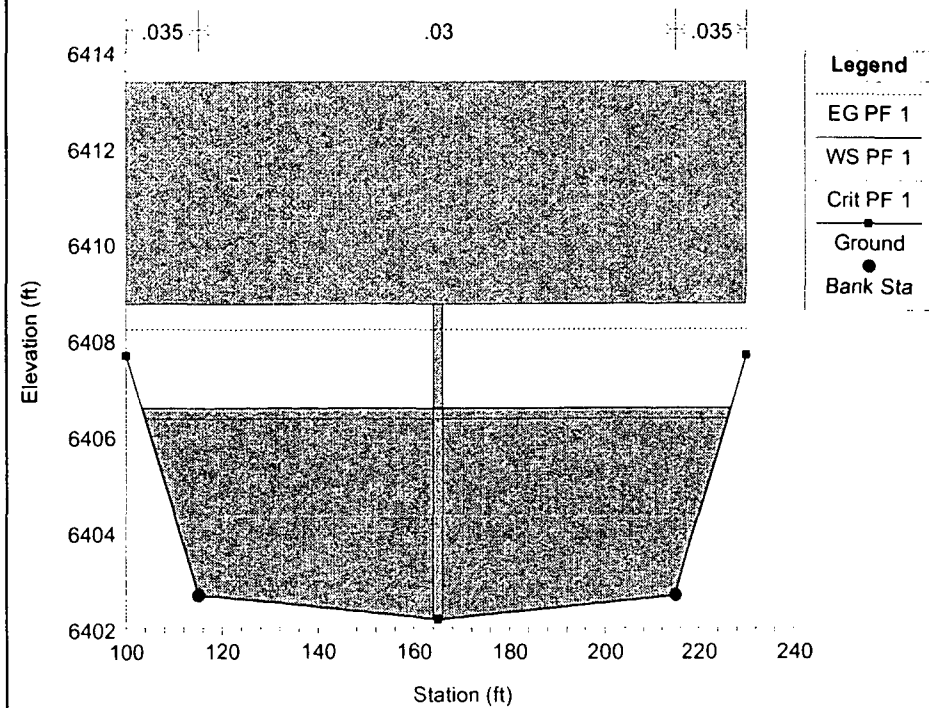 .035 .03 .035
6414
6412
6410
6408
6406
6404
6402
Elevation (ft)
100 120 140 160 180 200 220 240
Station (ft)
Legend
EG PF 1
WS PF 1
Crit PF 1
Ground
Bank Sta